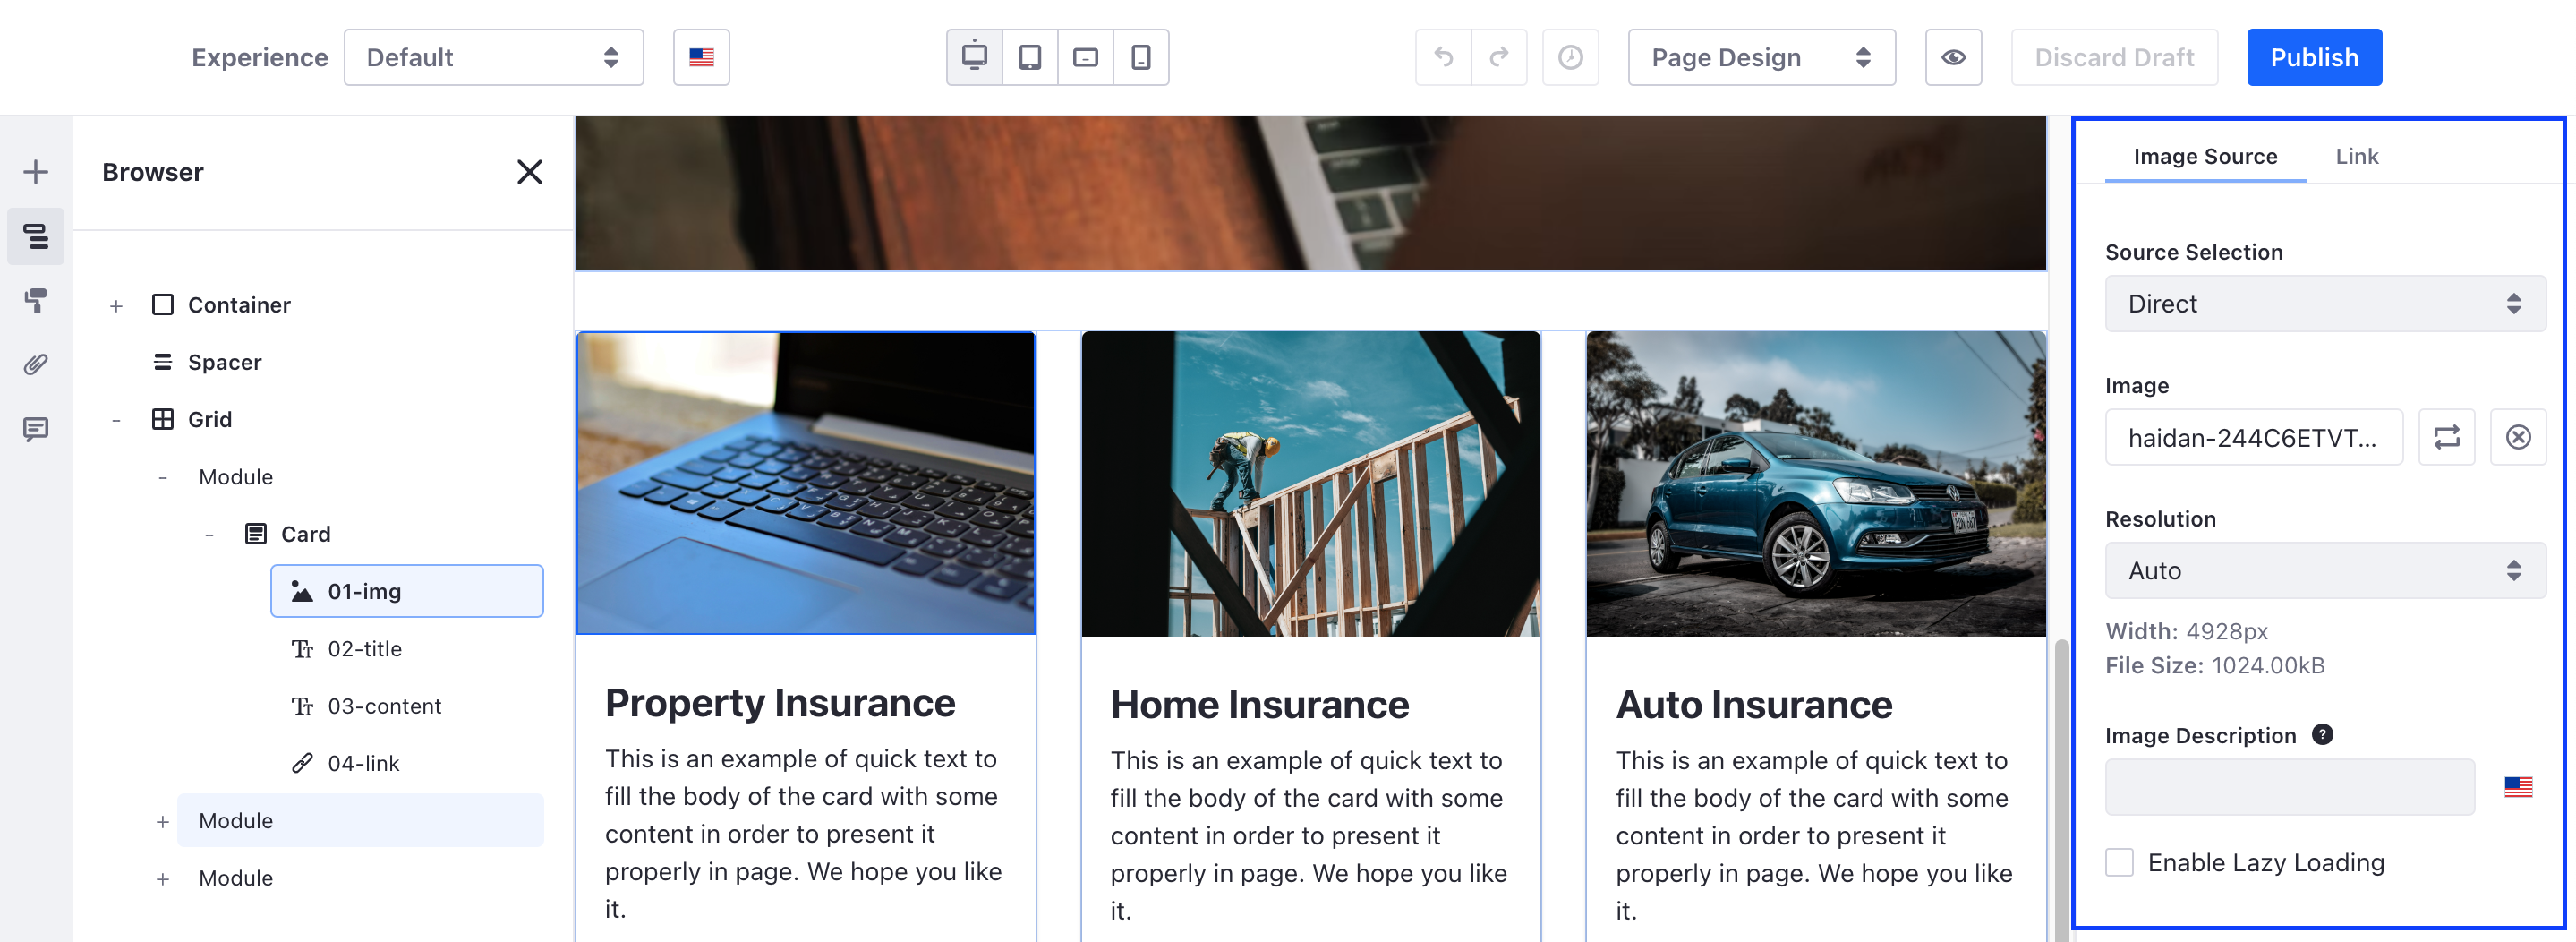 Experience
Default
Page Design
Discard Draft
Publish
Browser
+ Container
Spacer
- Grid
- Module
- Card
01-img
02-title
03-content
04-link
+ Module
+ Module
Property Insurance
This is an example of quick text to
fill the body of the card with some
content in order to present it
properly in page. We hope you like
it.
Home Insurance
This is an example of quick text to
fill the body of the card with some
content in order to present it
properly in page. We hope you like
it.
Auto Insurance
This is an example of quick text to
fill the body of the card with some
content in order to present it
properly in page. We hope you like
it.
Image Source
Link
Source Selection
Direct
Image
haidan-244C6ETVT...
Resolution
Auto
Width: 4928px
File Size: 1024.00kB
Image Description ?
Enable Lazy Loading